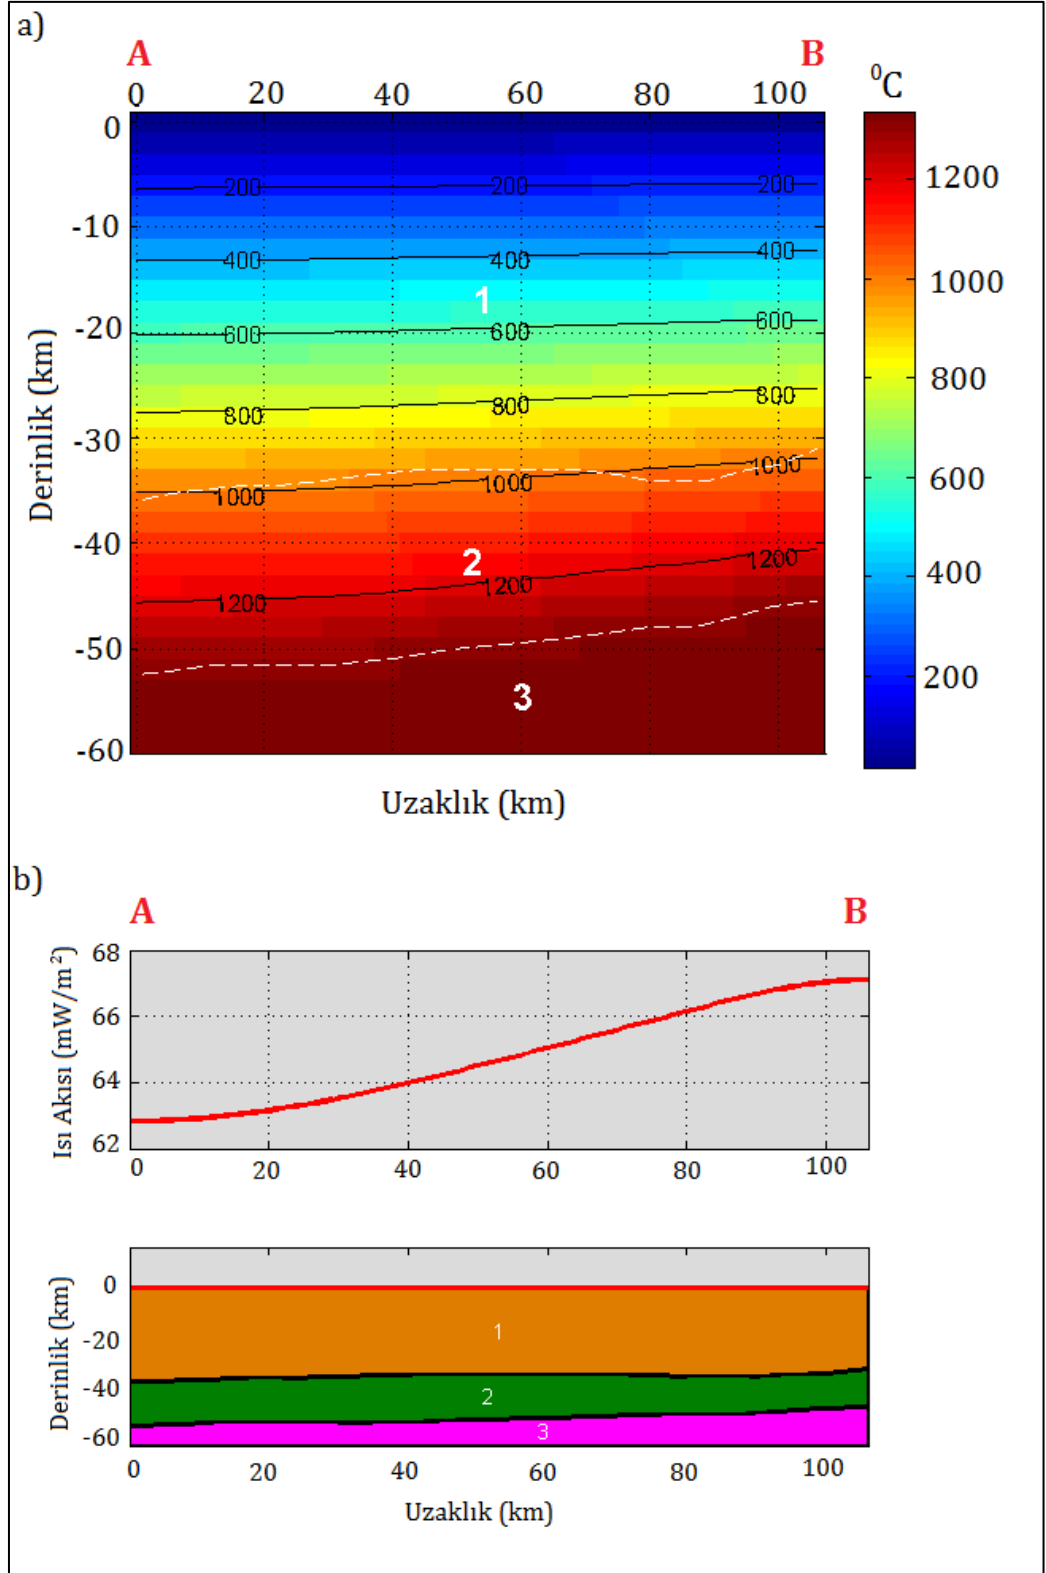 a)
A B
0 20 40 60 80 100
⁰C
0
-10
-20
-30
-40
-50
-60
Derinlik (km)
200 200 200
400 400 400
1
600 600 600
800 800 800
1000 1000 1000
2
1200 1200 1200
3
1200
1000
800
600
400
200
Uzaklık (km)
b)
A B
68
66
64
62
Isı Akısı (mW/m²)
0 20 40 60 80 100
0
-20
-40
-60
Derinlik (km)
1
2
3
0 20 40 60 80 100
Uzaklık (km)